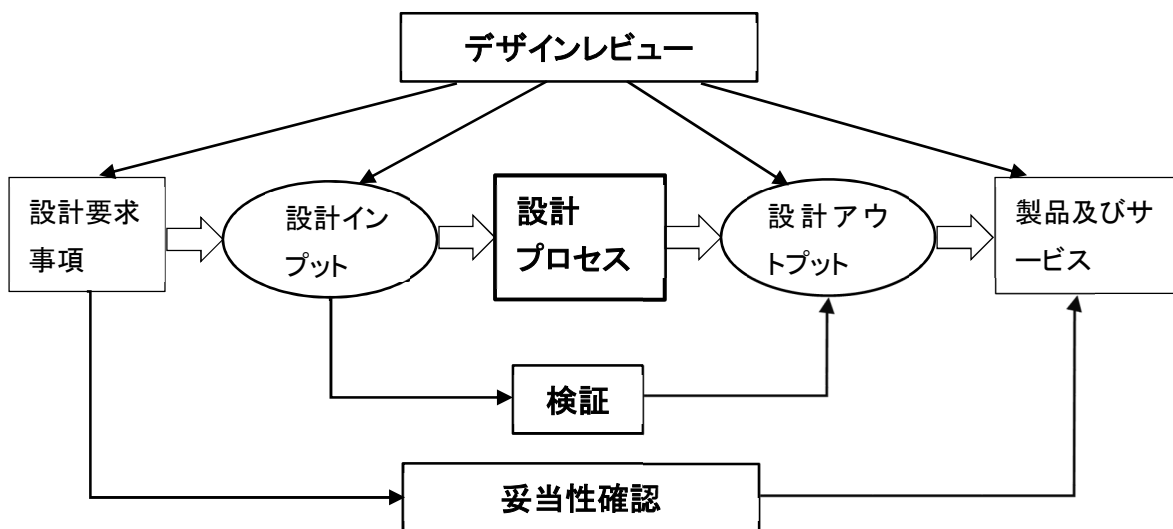 デザインレビュー
設計要求
事項
設計イン
プット
設計
プロセス
設計アウ
トプット
製品及びサ
ービス
検証
妥当性確認